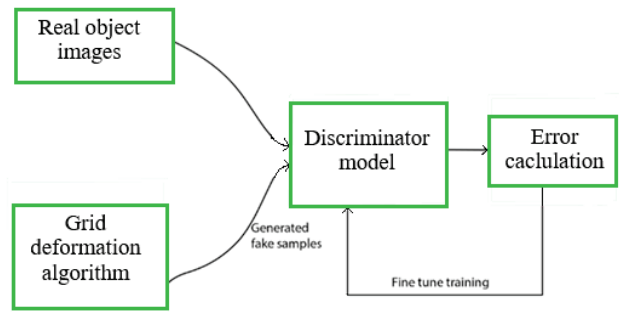 Real object
images
Discriminator
model
Error
caclulation
Grid
deformation
algorithm
Generated
fake samples
Fine tune training